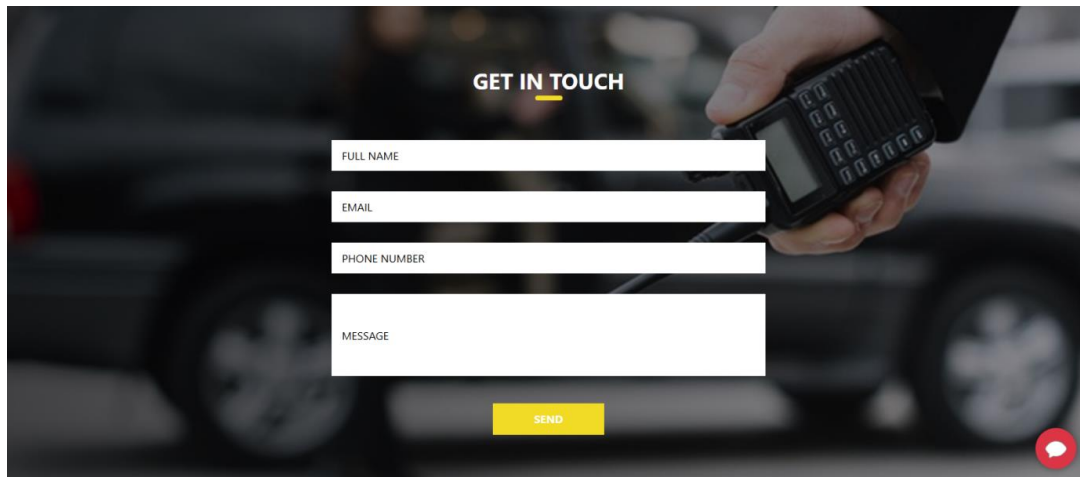 GET IN TOUCH
FULL NAME
EMAIL
PHONE NUMBER
MESSAGE
SEND